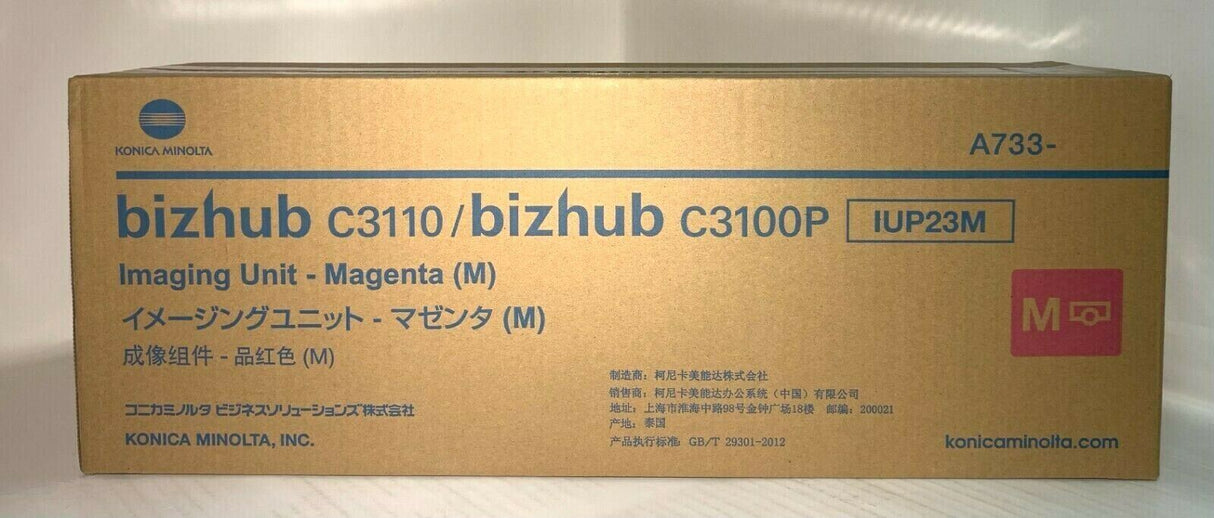 KONICA MINOLTA
A733-
bizhub C3110 / bizhub C3100P IUP23M
Imaging Unit - Magenta (M)
イメージングユニット - マゼンタ (M)
成像组件 - 品红色 (M)
M
制造商：柯尼卡美能达株式会社
销售商：柯尼卡美能达办公系统（中国）有限公司
地址：上海市淮海中路98号金钟广场18楼 邮编：200021
产地：泰国
产品执行标准：GB/T 29301-2012
コニカミノルタ ビジネスソリューションズ株式会社
KONICA MINOLTA, INC.
konicaminolta.com